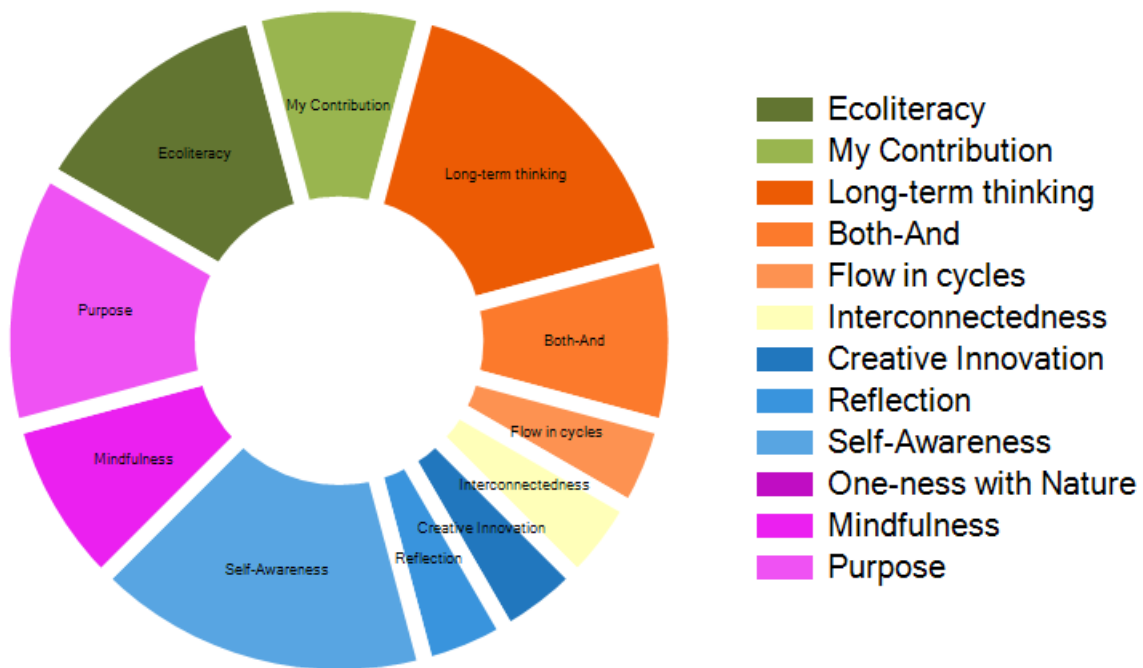 My Contribution
Ecoliteracy
Long-term thinking
Purpose
Both-And
Flow in cycles
Mindfulness
Interconnectedness
Creative Innovation
Reflection
Self-Awareness
Ecoliteracy
My Contribution
Long-term thinking
Both-And
Flow in cycles
Interconnectedness
Creative Innovation
Reflection
Self-Awareness
One-ness with Nature
Mindfulness
Purpose